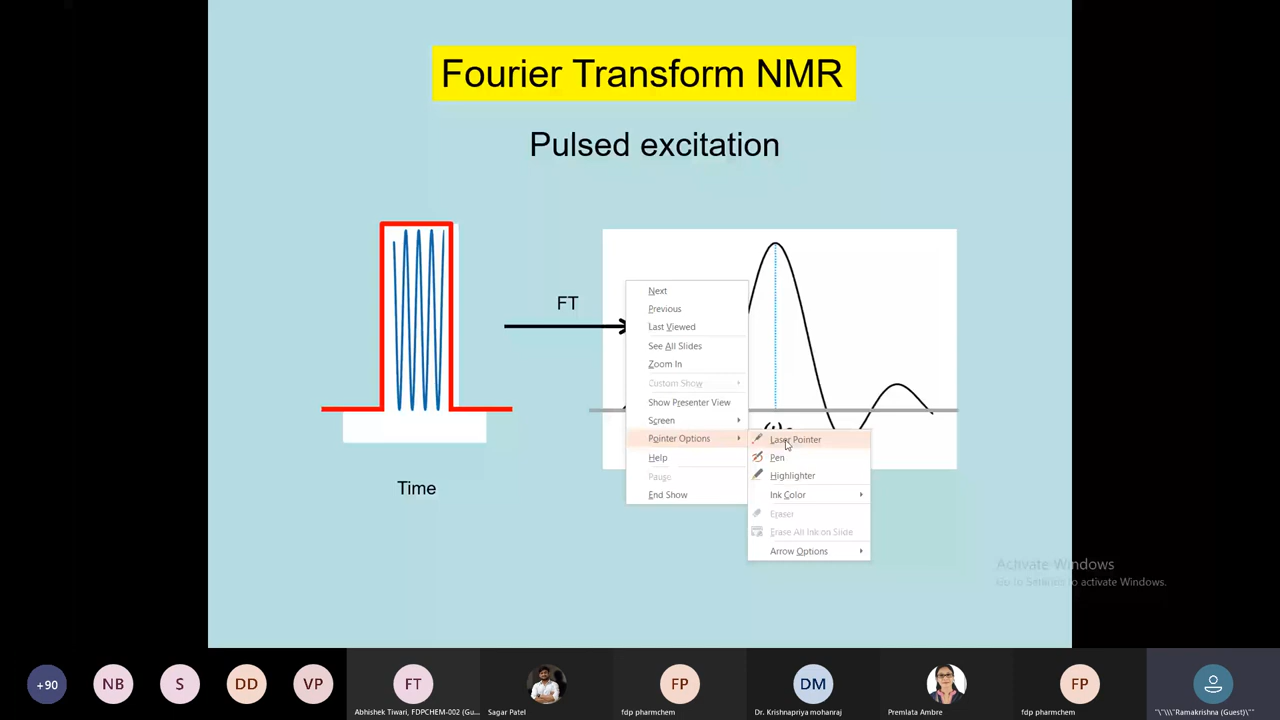 Fourier Transform NMR
Pulsed excitation
FT
Time
Next
Previous
Last Viewed
See All Slides
Zoom In
Custom Show
Show Presenter View
Screen
Pointer Options
Help
Pause
End Show
Laser Pointer
Pen
Highlighter
Ink Color
Eraser
Erase All Ink on Slide
Arrow Options
Activate Windows
Go to Settings to activate Windows.
+90
NB
S
DD
VP
FT
FP
DM
FP
Abhishek Tiwari, FDPCHEM-002 (Gu...
Sagar Patel
fdp pharmchem
Dr. Krishnapriya mohanraj
Premlata Ambre
fdp pharmchem
"\"\\\"Ramakrishna (Guest)\""